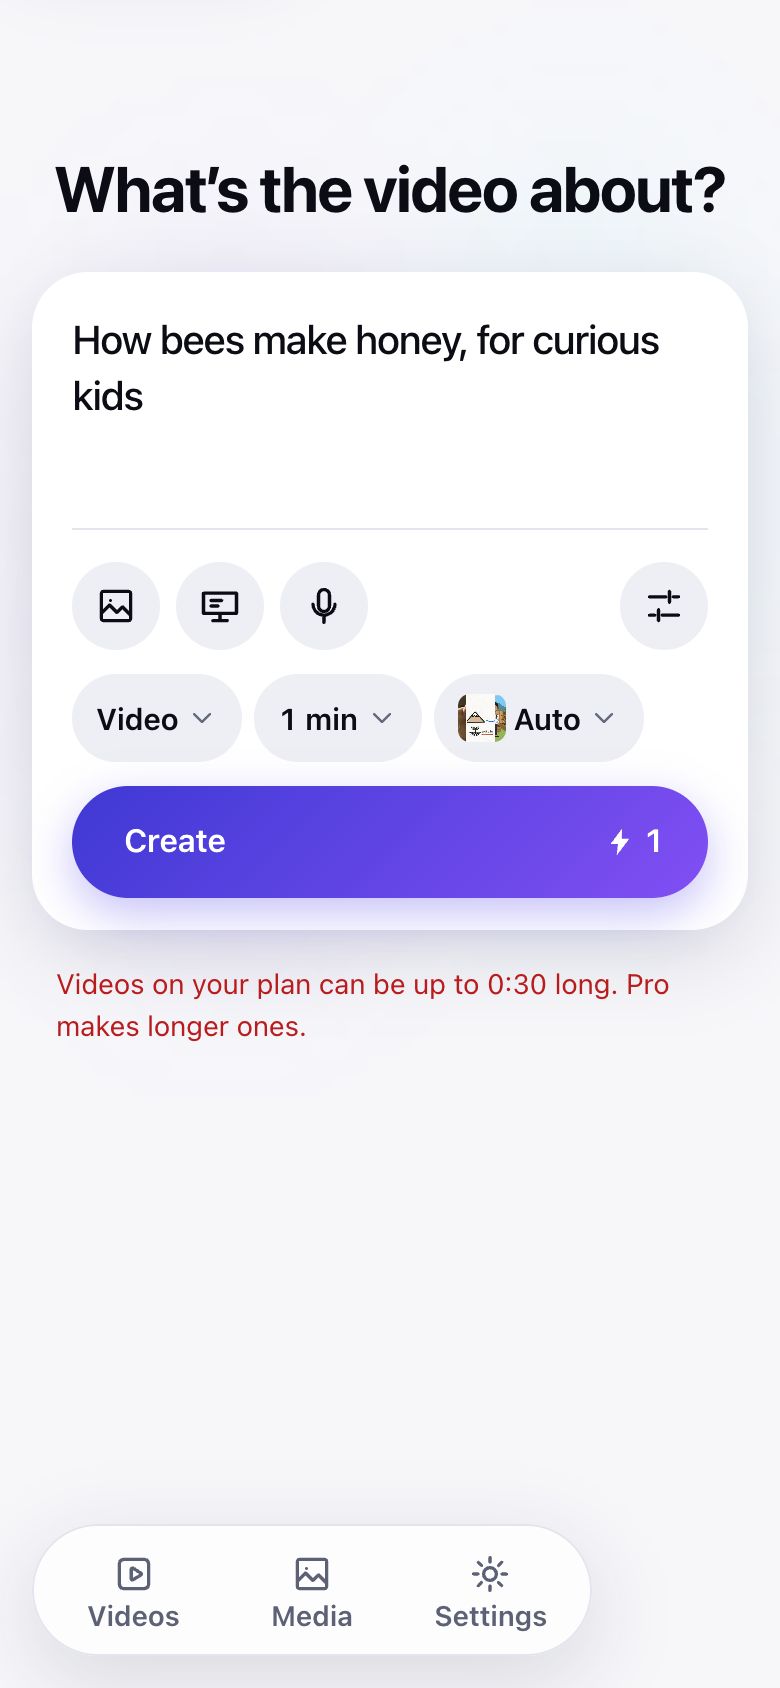 What's the video about?
How bees make honey, for curious
kids
Video
1 min
Auto
Create
1
Videos on your plan can be up to 0:30 long. Pro
makes longer ones.
Videos
Media
Settings